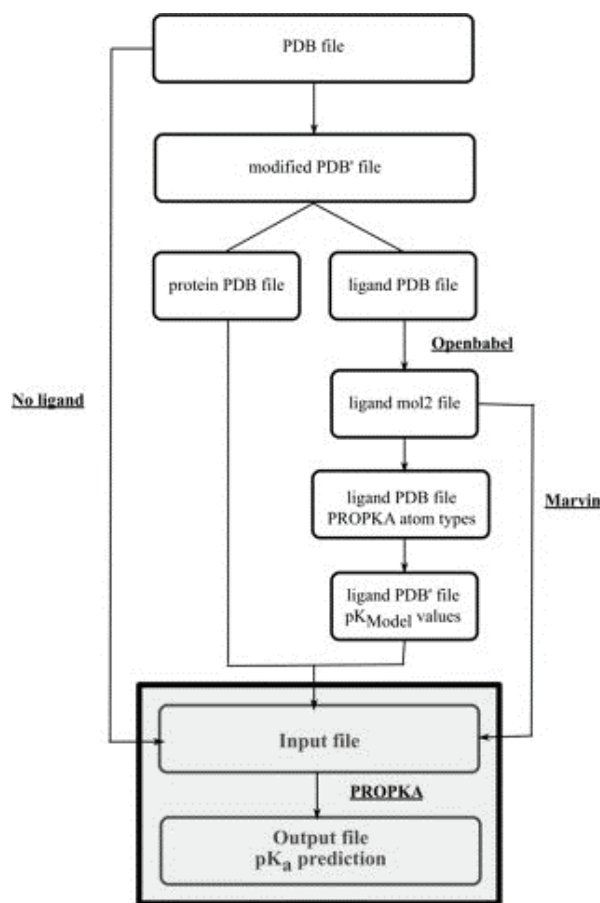 PDB file
modified PDB' file
protein PDB file
ligand PDB file
Openbabel
No ligand
ligand mol2 file
ligand PDB file
PROPKA atom types
Marvin
ligand PDB' file
pKModel values
Input file
PROPKA
Output file
pKa prediction